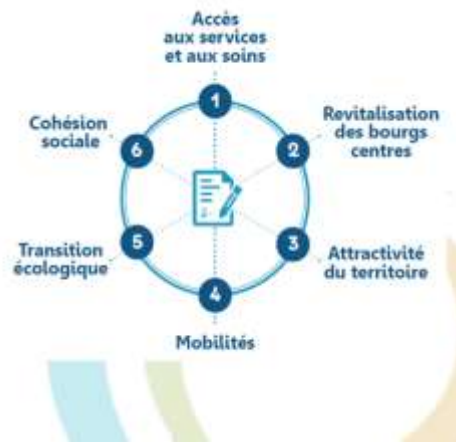 Accès
aux services
et aux soins
1
Revitalisation
des bourgs
centres
2
Attractivité
du territoire
3
4
Mobilités
5
Transition
écologique
6
Cohésion
sociale